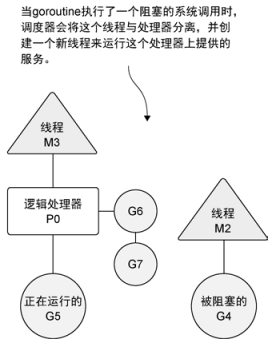 当goroutine执行了一个阻塞的系统调用时，
调度器会将这个线程与处理器分离，并创
建一个新线程来运行这个处理器上提供的
服务。
线程
M3
逻辑处理器
P0
G6
G7
线程
M2
正在运行的
G5
被阻塞的
G4